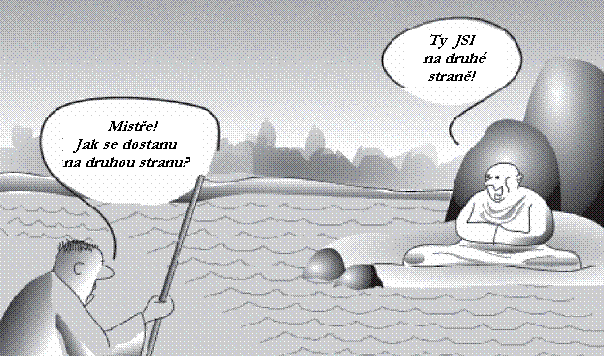 Mistře!
Jak se dostanu
na druhou stranu?
Ty JSI
na druhé
straně!